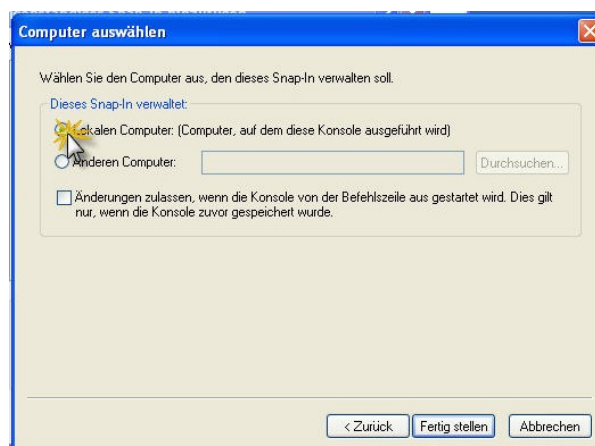 Computer auswählen
Wählen Sie den Computer aus, den dieses Snap-In verwalten soll.
Dieses Snap-In verwaltet:
Lokalen Computer: (Computer, auf dem diese Konsole ausgeführt wird)
Anderen Computer:
Durchsuchen...
Änderungen zulassen, wenn die Konsole von der Befehlszeile aus gestartet wird. Dies gilt
nur, wenn die Konsole zuvor gespeichert wurde.
< Zurück
Fertig stellen
Abbrechen